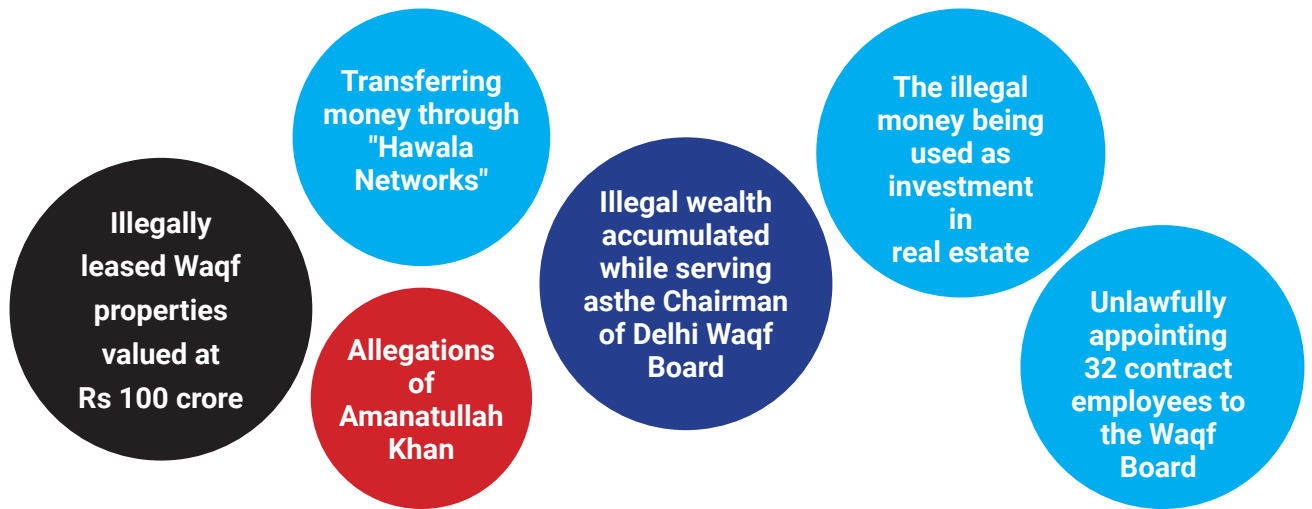 Illegally
leased Waqf
properties
valued at
Rs 100 crore
Transferring
money through
"Hawala
Networks"
Allegations
of
Amanatullah
Khan
Illegal wealth
accumulated
while serving
asthe Chairman
of Delhi Waqf
Board
The illegal
money being
used as
investment
in
real estate
Unlawfully
appointing
32 contract
employees to
the Waqf
Board